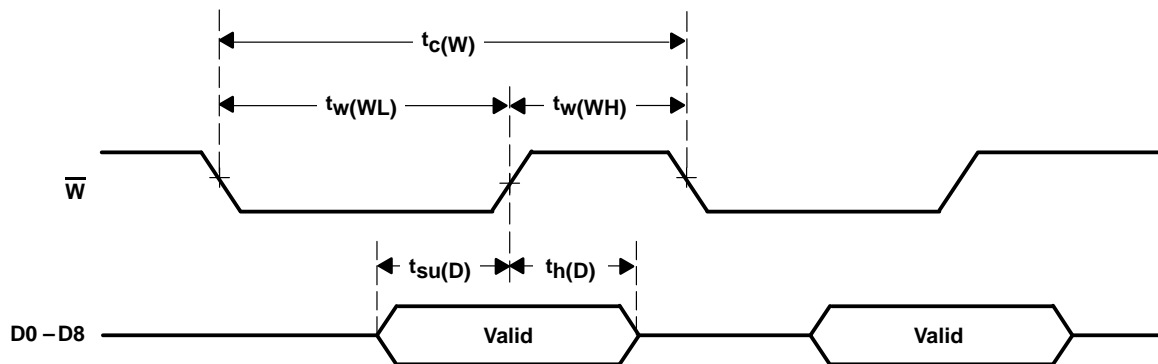 tc(W)
tw(WL) tw(WH)
W̅
tsu(D) th(D)
D0 – D8 Valid Valid